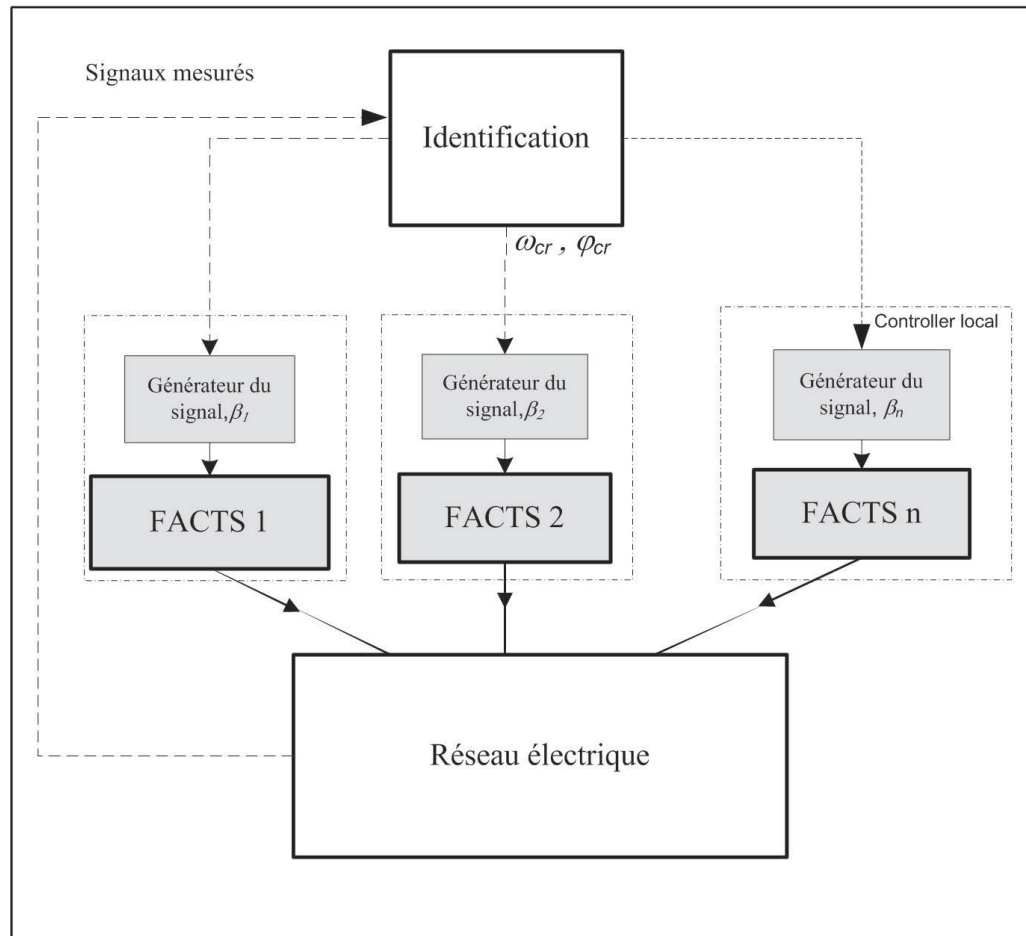 Signaux mesurés
Identification
ωcr , φcr
Controller local
Générateur du
signal,β1
Générateur du
signal,β2
Générateur du
signal, βn
FACTS 1
FACTS 2
FACTS n
Réseau électrique